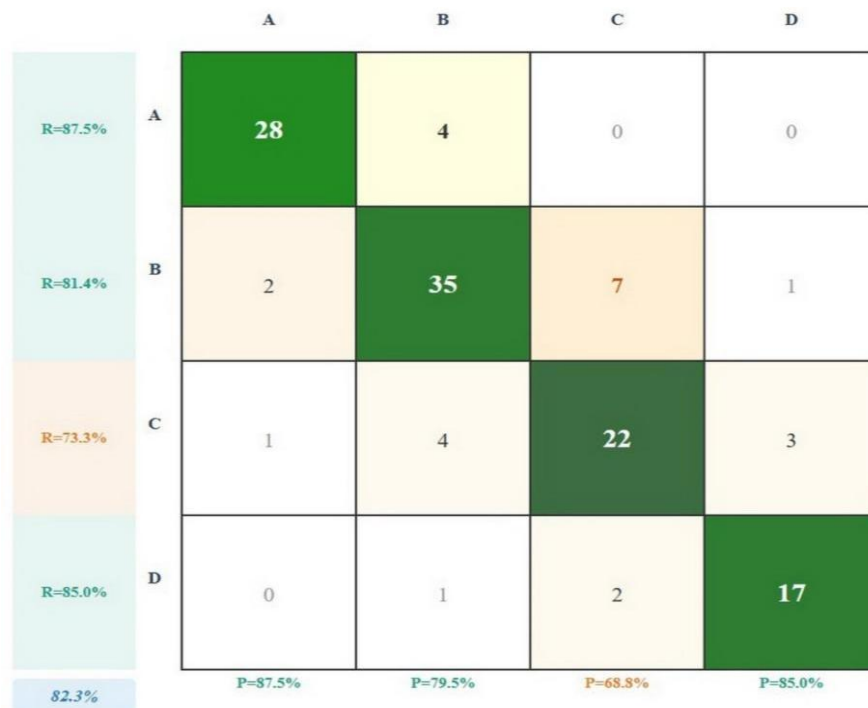 A B C D
R=87.5% A 28 4 0 0
R=81.4% B 2 35 7 1
R=73.3% C 1 4 22 3
R=85.0% D 0 1 2 17
82.3% P=87.5% P=79.5% P=68.8% P=85.0%